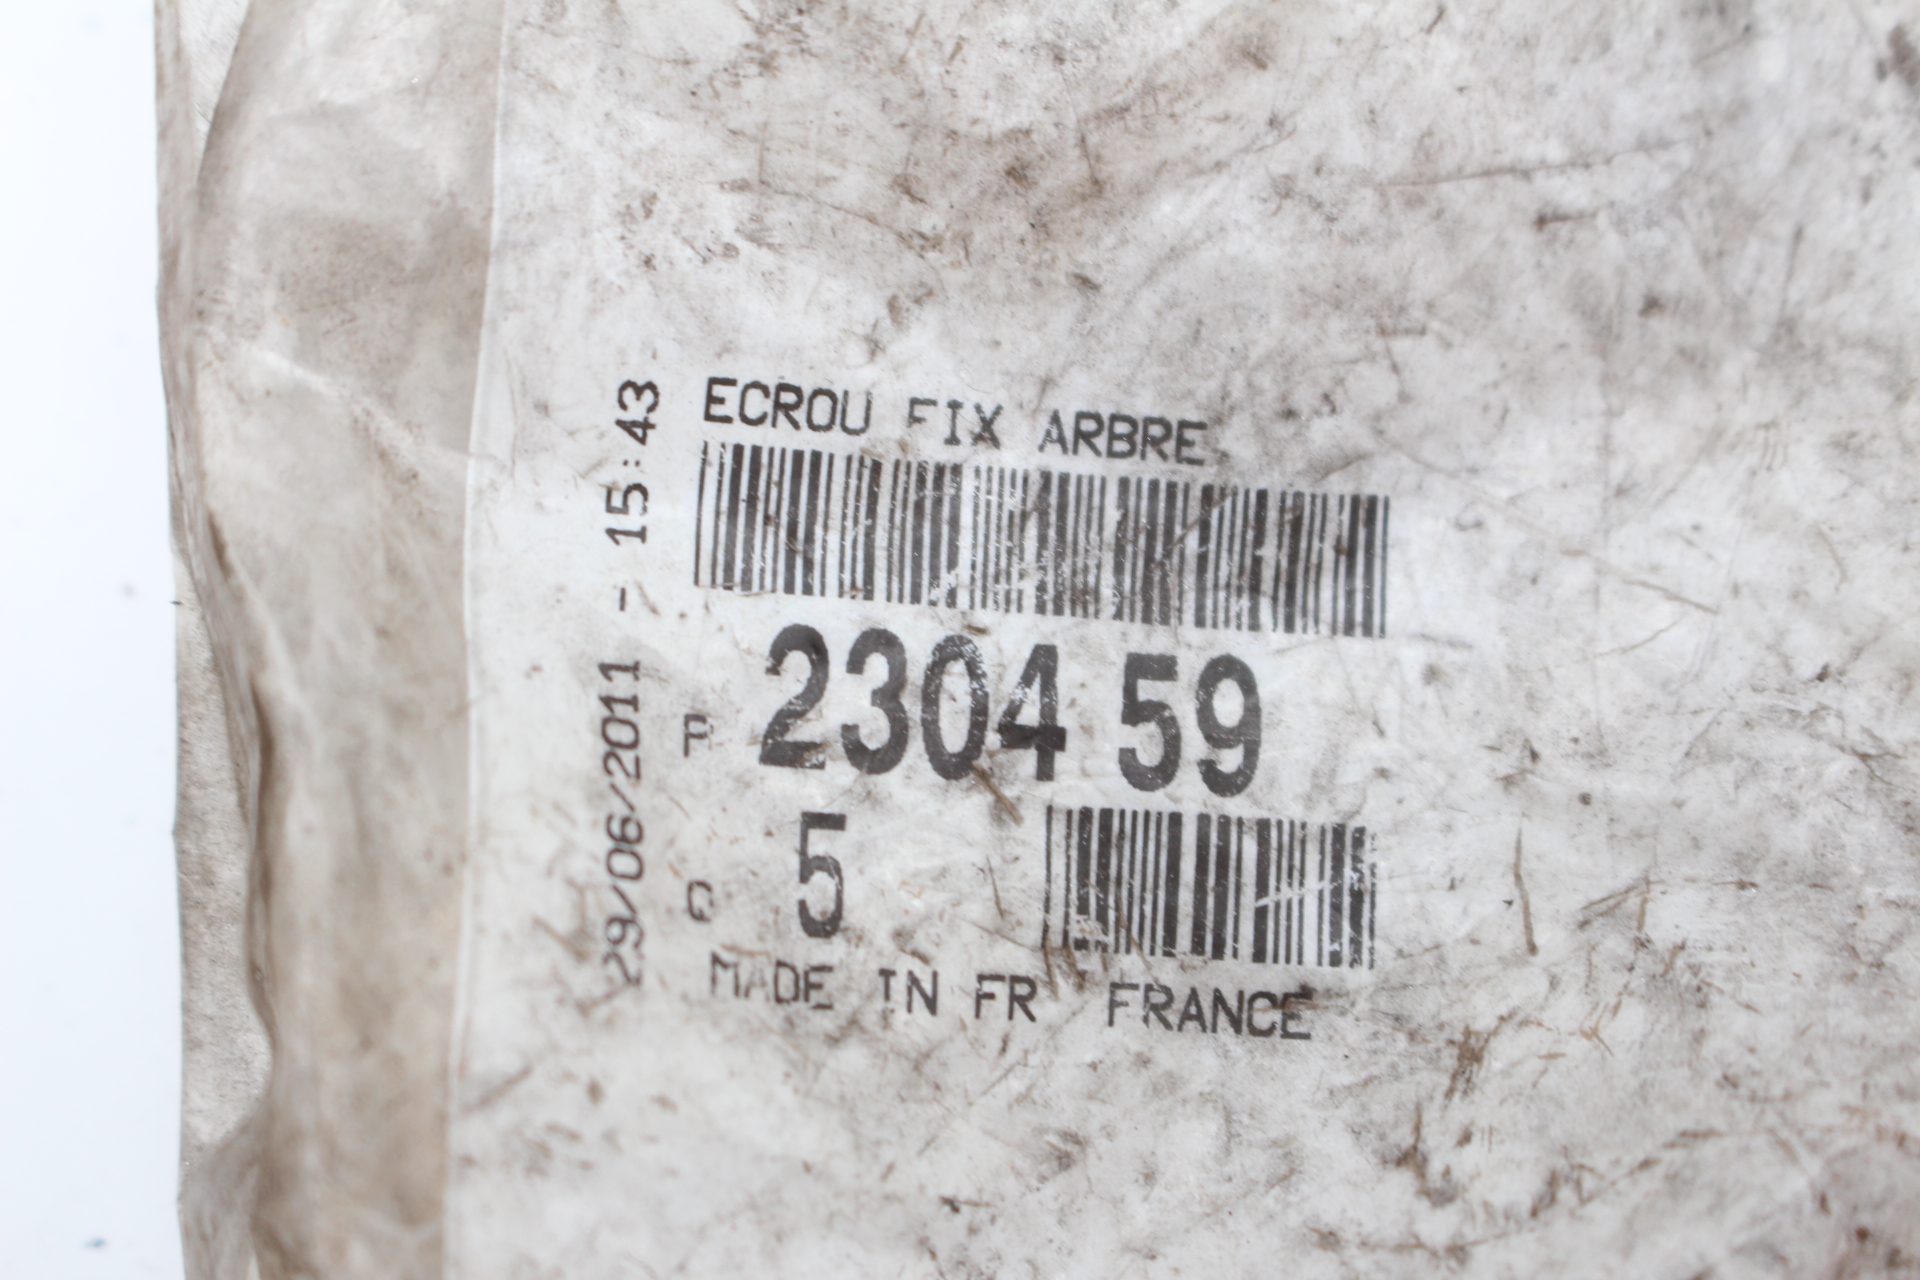 ECROU FIX ARBRE
P 2304 59
Q 5
MADE IN FR FRANCE
29/06/2011 - 15:43